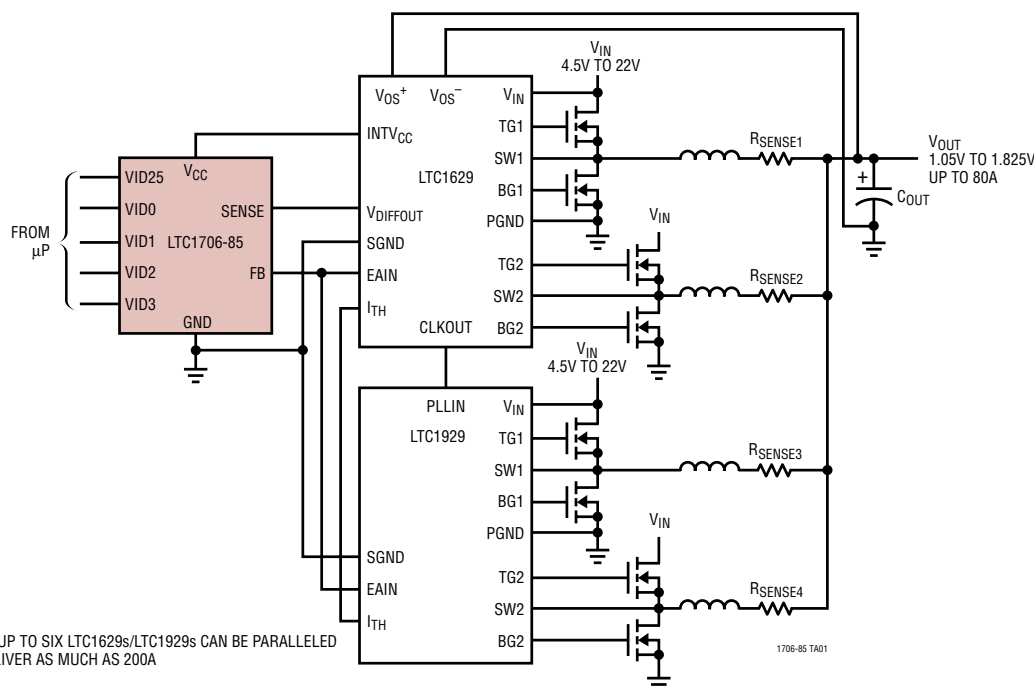 VIN
4.5V TO 22V
VOS+
VOS–
VIN
INTVCC
TG1
RSENSE1
VOUT
1.05V TO 1.825V
UP TO 80A
VCC
SW1
LTC1629
+
COUT
VID25
VID0
SENSE
VDIFFOUT
BG1
VIN
FROM
µP
VID1
LTC1706-85
SGND
PGND
VID2
FB
EAIN
TG2
RSENSE2
VID3
ITH
SW2
GND
CLKOUT
BG2
VIN
4.5V TO 22V
PLLIN
VIN
LTC1929
TG1
RSENSE3
SW1
BG1
VIN
PGND
SGND
TG2
EAIN
RSENSE4
SW2
ITH
BG2
UP TO SIX LTC1629s/LTC1929s CAN BE PARALLELED
LIVER AS MUCH AS 200A
1706-85 TA01